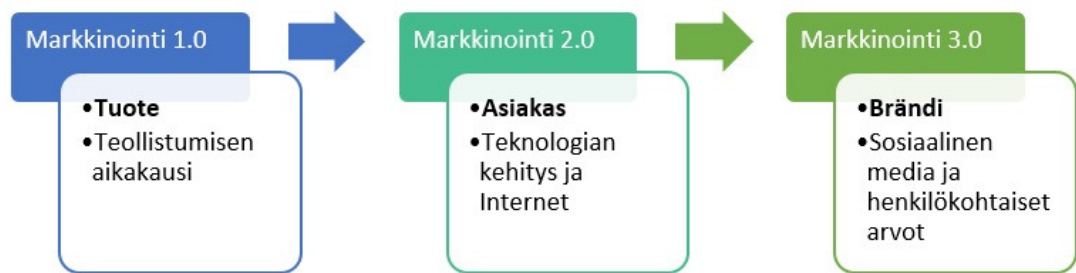 Markkinointi 1.0
•Tuote
•Teollistumisen
aikakausi
Markkinointi 2.0
•Asiakas
•Teknologian
kehitys ja
Internet
Markkinointi 3.0
•Brändi
•Sosiaalinen
media ja
henkilökohtaiset
arvot